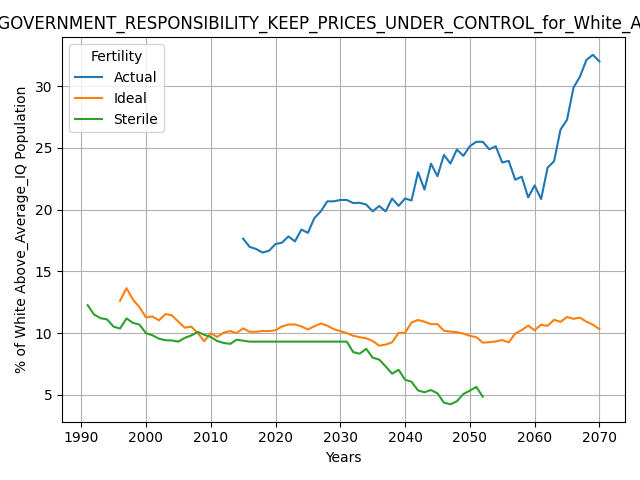 GOVERNMENT_RESPONSIBILITY_KEEP_PRICES_UNDER_CONTROL_for_White_A
Fertility
Actual
Ideal
Sterile
% of White Above_Average_IQ Population
30
25
20
15
10
5
1990 2000 2010 2020 2030 2040 2050 2060 2070
Years